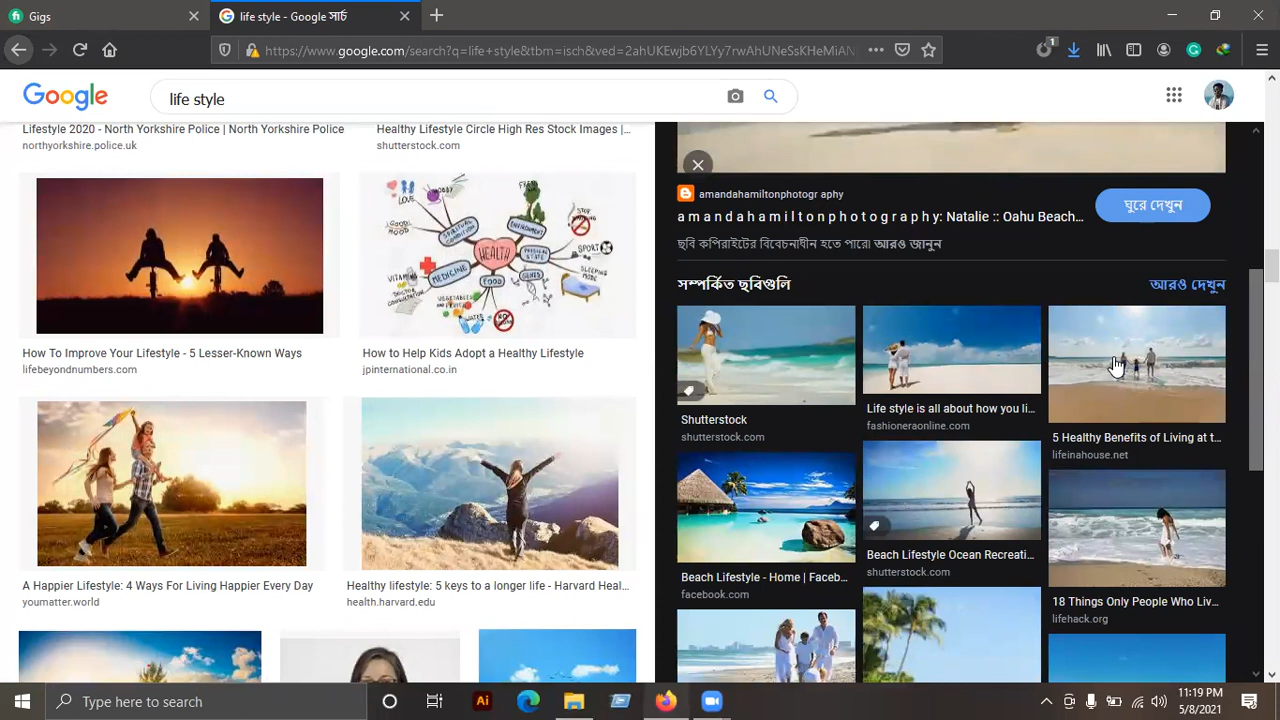 Gigs
life style - Google সার্চ
https://www.google.com/search?q=life+style&tbm=isch&ved=2ahUKEwjb6YLYy7rwAhUNeSsKHeMiAN
1
Google
life style
Lifestyle 2020 - North Yorkshire Police | North Yorkshire Police
northyorkshire.police.uk
Healthy Lifestyle Circle High Res Stock Images |...
shutterstock.com
HEALTH
MEDICINE
FOOD
SPORT
How To Improve Your Lifestyle - 5 Lesser-Known Ways
lifebeyondnumbers.com
How to Help Kids Adopt a Healthy Lifestyle
jpinternational.co.in
A Happier Lifestyle: 4 Ways For Living Happier Every Day
youmatter.world
Healthy lifestyle: 5 keys to a longer life - Harvard Heal...
health.harvard.edu
amandahamiltonphotogr aphy
a m a n d a h a m i l t o n p h o t o g r a p h y: Natalie :: Oahu Beach...
ঘুরে দেখুন
ছবি কপিরাইটের বিবেচনাধীন হতে পারে। আরও জানুন
সম্পর্কিত ছবিগুলি
আরও দেখুন
Shutterstock
shutterstock.com
Life style is all about how you li...
fashioneraonline.com
5 Healthy Benefits of Living at t...
lifeinahouse.net
Beach Lifestyle - Home | Faceb...
facebook.com
Beach Lifestyle Ocean Recreati...
shutterstock.com
18 Things Only People Who Liv...
lifehack.org
Type here to search
Ai
11:19 PM
5/8/2021